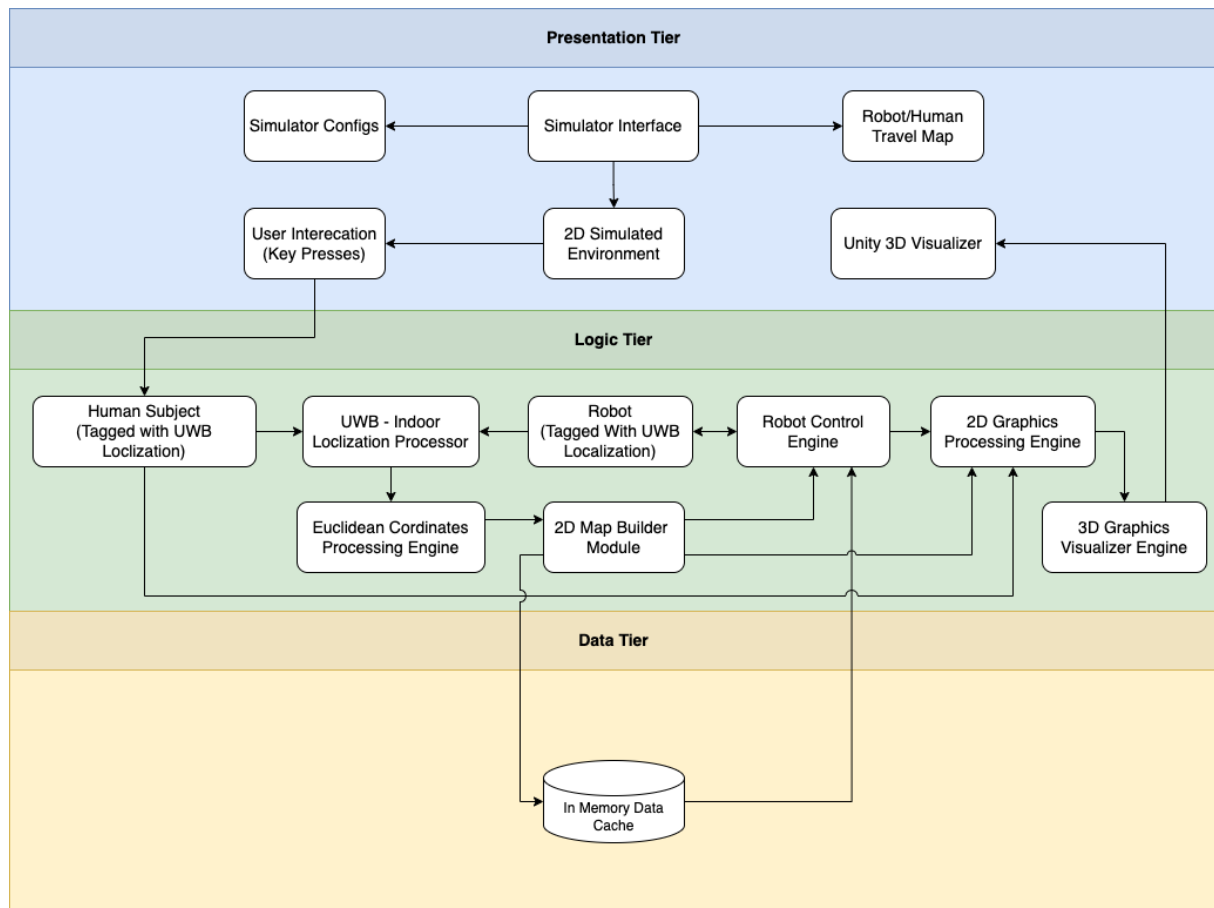 Presentation Tier
Simulator Configs
Simulator Interface
Robot/Human
Travel Map
User Interecation
(Key Presses)
2D Simulated
Environment
Unity 3D Visualizer
Logic Tier
Human Subject
(Tagged with UWB
Loclization)
UWB - Indoor
Loclization Processor
Robot
(Tagged With UWB
Localization)
Robot Control
Engine
2D Graphics
Processing Engine
Euclidean Cordinates
Processing Engine
2D Map Builder
Module
3D Graphics
Visualizer Engine
Data Tier
In Memory Data
Cache